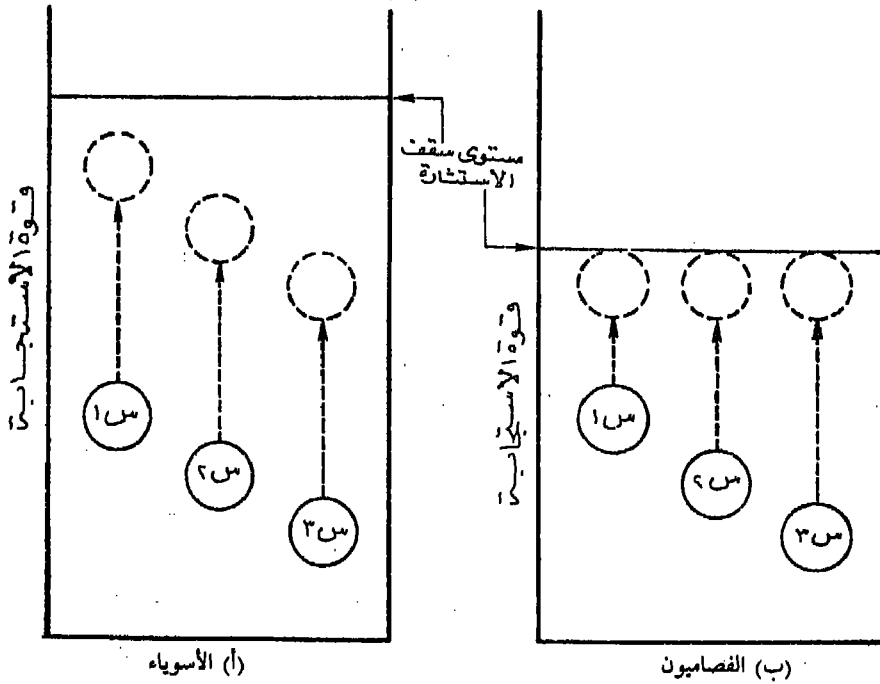 مستوى سقف
الاستثارة
قوة الاستجابة
س١
س٢
س٣
(أ) الأسوياء
قوة الاستجابة
س١
س٢
س٣
(ب) الفصاميون